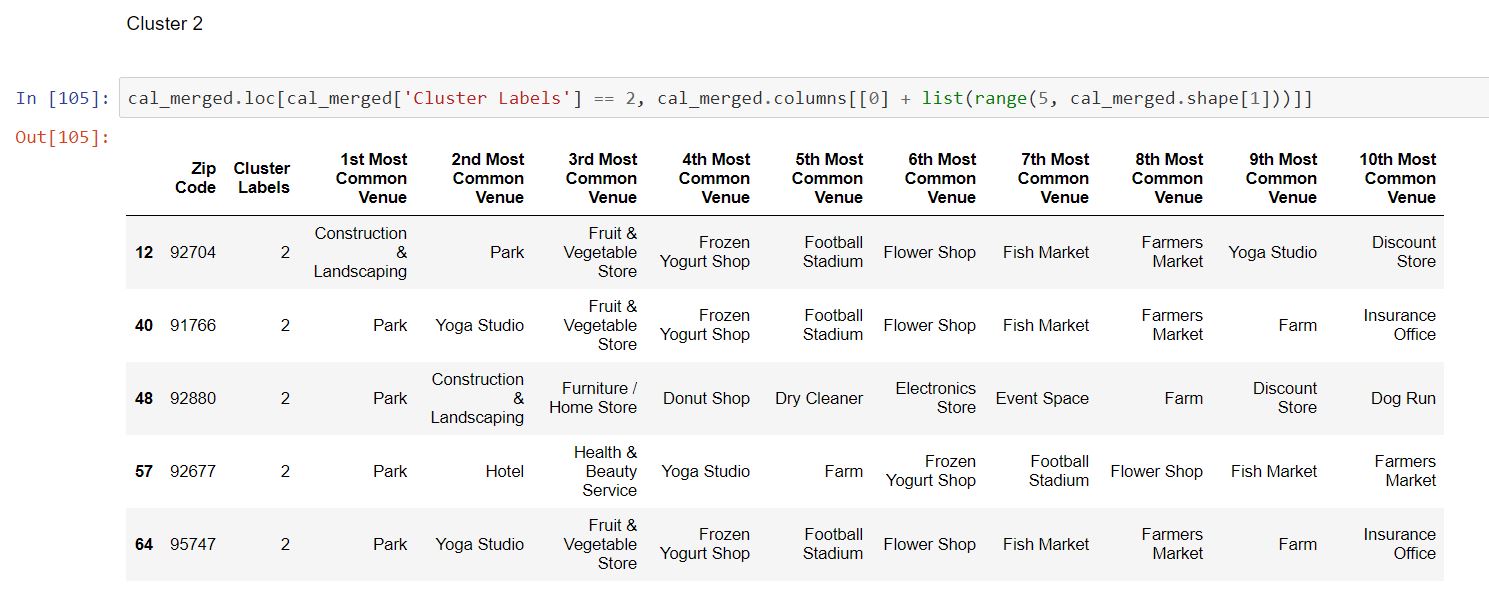 Cluster 2
In [105]: cal_merged.loc[cal_merged['Cluster Labels'] == 2, cal_merged.columns[[0] + list(range(5, cal_merged.shape[1]))]]
Out[105]:
Zip Code Cluster Labels 1st Most Common Venue 2nd Most Common Venue 3rd Most Common Venue 4th Most Common Venue 5th Most Common Venue 6th Most Common Venue 7th Most Common Venue 8th Most Common Venue 9th Most Common Venue 10th Most Common Venue
12 92704 2 Construction & Landscaping Park Fruit & Vegetable Store Frozen Yogurt Shop Football Stadium Flower Shop Fish Market Farmers Market Yoga Studio Discount Store
40 91766 2 Park Yoga Studio Fruit & Vegetable Store Frozen Yogurt Shop Football Stadium Flower Shop Fish Market Farmers Market Farm Insurance Office
48 92880 2 Park Construction & Landscaping Furniture / Home Store Donut Shop Dry Cleaner Electronics Store Event Space Farm Discount Store Dog Run
57 92677 2 Park Hotel Health & Beauty Service Yoga Studio Farm Frozen Yogurt Shop Football Stadium Flower Shop Fish Market Farmers Market
64 95747 2 Park Yoga Studio Fruit & Vegetable Store Frozen Yogurt Shop Football Stadium Flower Shop Fish Market Farmers Market Farm Insurance Office